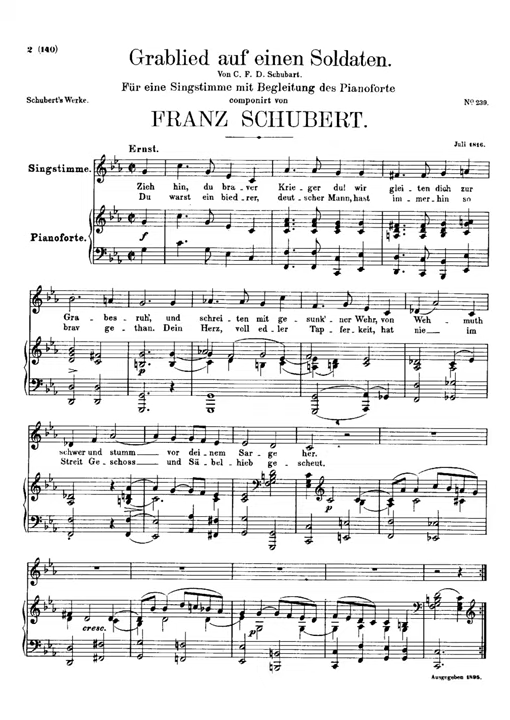 2 (140)
Grablied auf einen Soldaten.
Von C. F. D. Schubart.
Für eine Singstimme mit Begleitung des Pianoforte
componirt von
Schubert's Werke.
Nº 239.
FRANZ SCHUBERT.
Juli 1816.
Ernst.
Singstimme.
Zieh hin, du bra - ver Krie - ger du! wir glei - ten dich zur
Du warst ein bied - rer, deut - scher Mann, hast im - mer hin so
Pianoforte.
f
Gra - bes - ruh', und schrei - ten mit ge - sunk' - ner Wehr, von Weh - muth
brav ge - than. Dein Herz, voll ed - ler Tap - fer - keit, hat nie im
schwer und stumm vor dei - nem Sar - ge her.
Streit Ge - schoss und Sä - bel - hieb ge - scheut.
p
cresc.
p
Ausgegeben 1895.